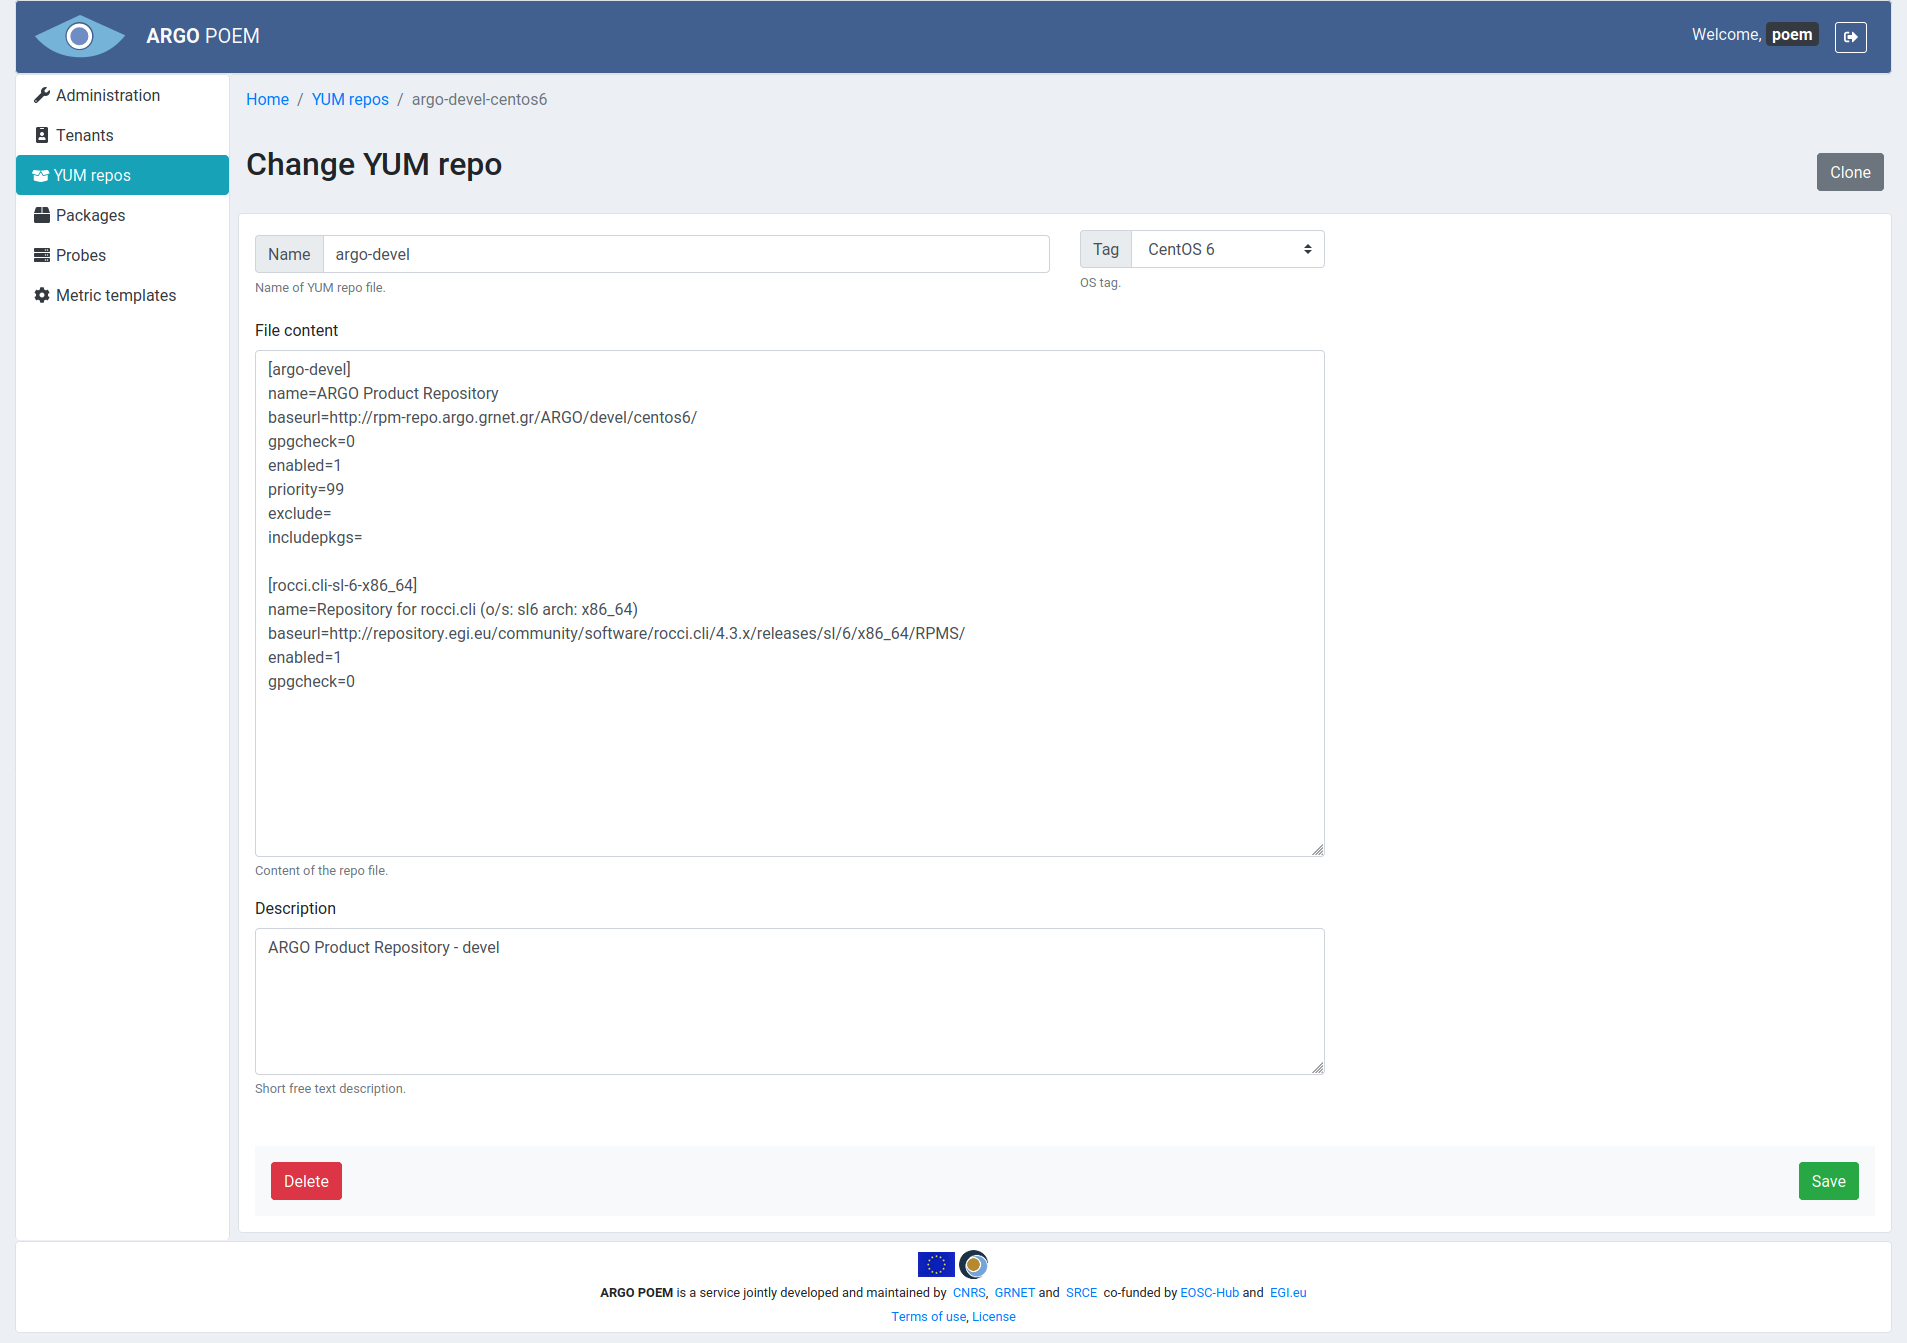 ARGO POEM
Welcome, poem
Administration
Tenants
YUM repos
Packages
Probes
Metric templates
Home / YUM repos / argo-devel-centos6
Change YUM repo
Clone
Name argo-devel
Name of YUM repo file.
Tag CentOS 6
OS tag.
File content
[argo-devel]
name=ARGO Product Repository
baseurl=http://rpm-repo.argo.grnet.gr/ARGO/devel/centos6/
gpgcheck=0
enabled=1
priority=99
exclude=
includepkgs=
[rocci.cli-sl-6-x86_64]
name=Repository for rocci.cli (o/s: sl6 arch: x86_64)
baseurl=http://repository.egi.eu/community/software/rocci.cli/4.3.x/releases/sl/6/x86_64/RPMS/
enabled=1
gpgcheck=0
Content of the repo file.
Description
ARGO Product Repository - devel
Short free text description.
Delete
Save
ARGO POEM is a service jointly developed and maintained by CNRS, GRNET and SRCE co-funded by EOSC-Hub and EGI.eu
Terms of use, License